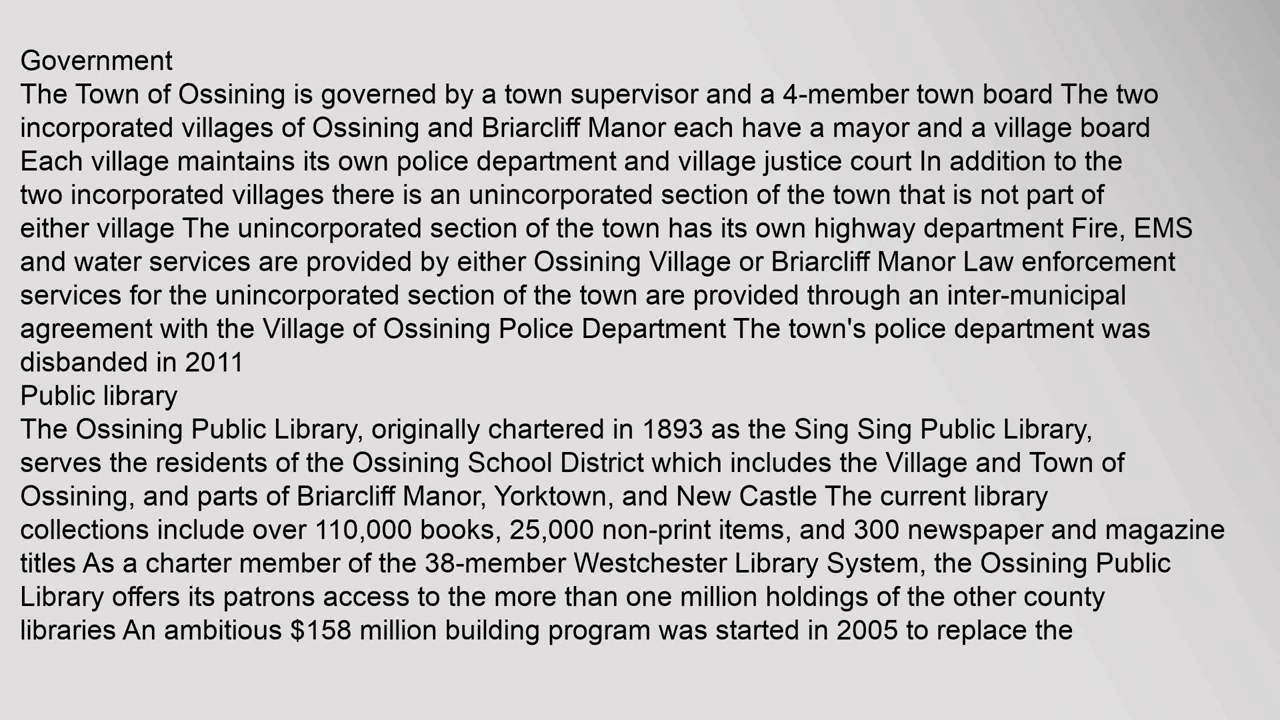 Government
The Town of Ossining is governed by a town supervisor and a 4-member town board The two
incorporated villages of Ossining and Briarcliff Manor each have a mayor and a village board
Each village maintains its own police department and village justice court In addition to the
two incorporated villages there is an unincorporated section of the town that is not part of
either village The unincorporated section of the town has its own highway department Fire, EMS
and water services are provided by either Ossining Village or Briarcliff Manor Law enforcement
services for the unincorporated section of the town are provided through an inter-municipal
agreement with the Village of Ossining Police Department The town's police department was
disbanded in 2011
Public library
The Ossining Public Library, originally chartered in 1893 as the Sing Sing Public Library,
serves the residents of the Ossining School District which includes the Village and Town of
Ossining, and parts of Briarcliff Manor, Yorktown, and New Castle The current library
collections include over 110,000 books, 25,000 non-print items, and 300 newspaper and magazine
titles As a charter member of the 38-member Westchester Library System, the Ossining Public
Library offers its patrons access to the more than one million holdings of the other county
libraries An ambitious $158 million building program was started in 2005 to replace the